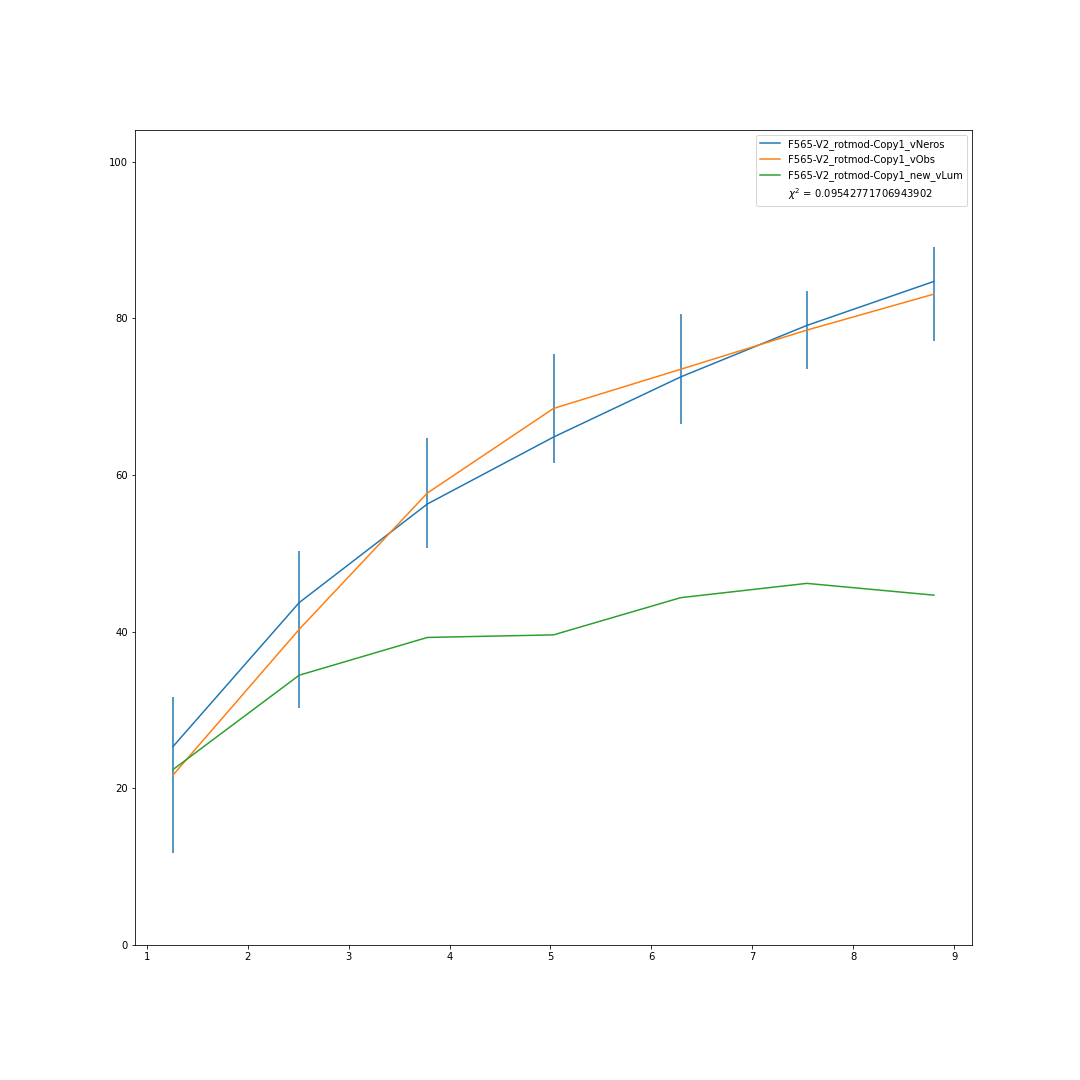 F565-V2_rotmod-Copy1_vNeros
F565-V2_rotmod-Copy1_vObs
F565-V2_rotmod-Copy1_new_vLum
χ² = 0.09542771706943902
100
80
60
40
20
0
1 2 3 4 5 6 7 8 9